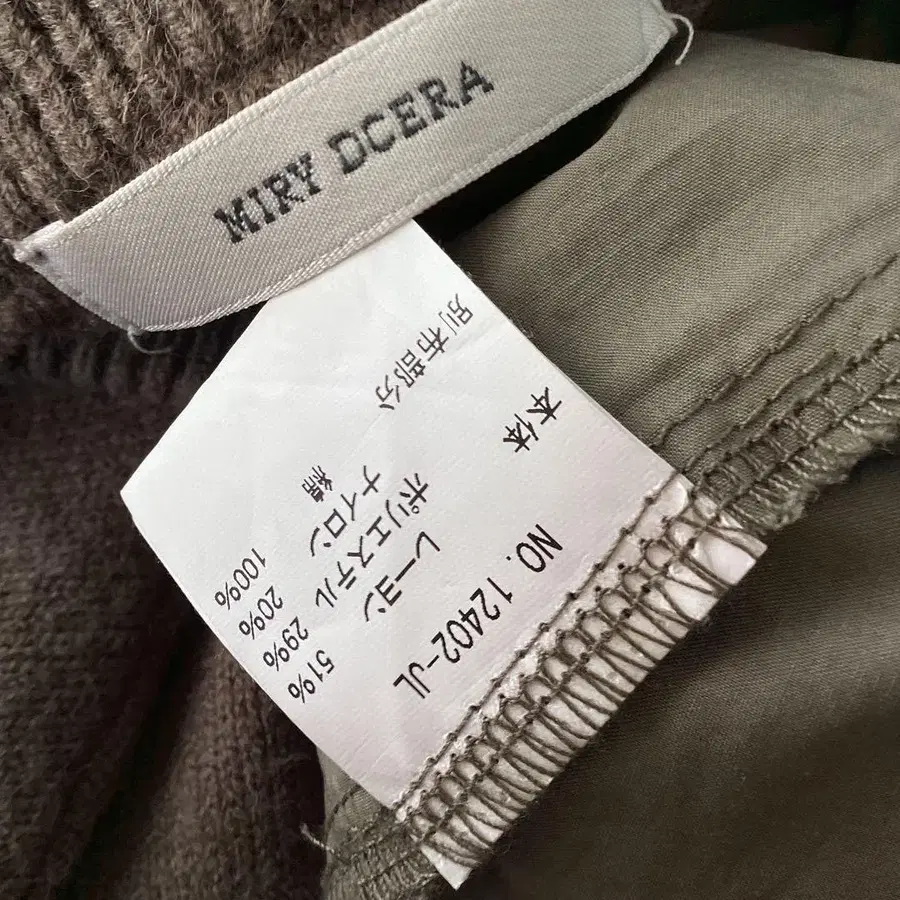 MIRY DCERA
NO. 12402-JL
本体
レーヨン 51%
ポリエステル 29%
ナイロン 20%
別布部分
綿 100%